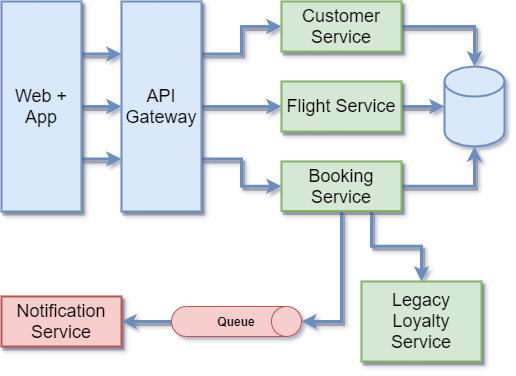 Web +
App
API
Gateway
Customer
Service
Flight Service
Booking
Service
Notification
Service
Queue
Legacy
Loyalty
Service